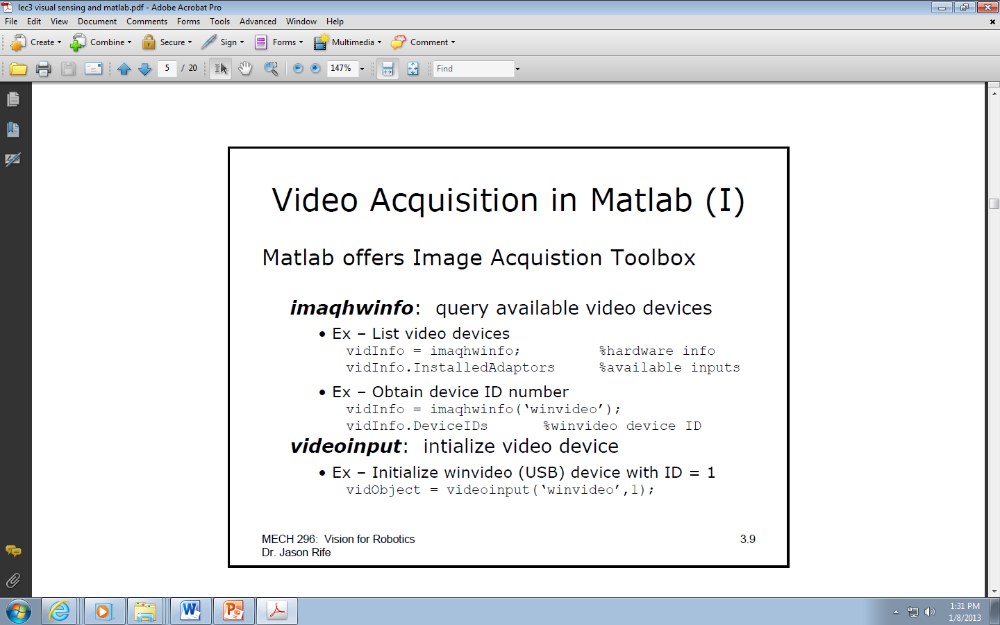 lec3 visual sensing and matlab.pdf - Adobe Acrobat Pro
File Edit View Document Comments Forms Tools Advanced Window Help
Create Combine Secure Sign Forms Multimedia Comment
5 / 20 147% Find
Video Acquisition in Matlab (I)
Matlab offers Image Acquistion Toolbox
imaqhwinfo: query available video devices
• Ex – List video devices
vidInfo = imaqhwinfo; %hardware info
vidInfo.InstalledAdaptors %available inputs
• Ex – Obtain device ID number
vidInfo = imaqhwinfo(‘winvideo’);
vidInfo.DeviceIDs %winvideo device ID
videoinput: intialize video device
• Ex – Initialize winvideo (USB) device with ID = 1
vidObject = videoinput(‘winvideo’,1);
MECH 296: Vision for Robotics 3.9
Dr. Jason Rife
1:31 PM
1/8/2013